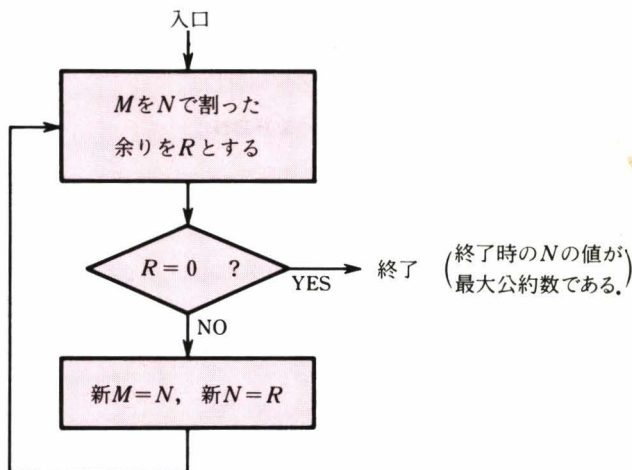 入口
MをNで割った
余りをRとする
R=0 ?
YES
終了
(終了時のNの値が
最大公約数である.)
NO
新M=N, 新N=R